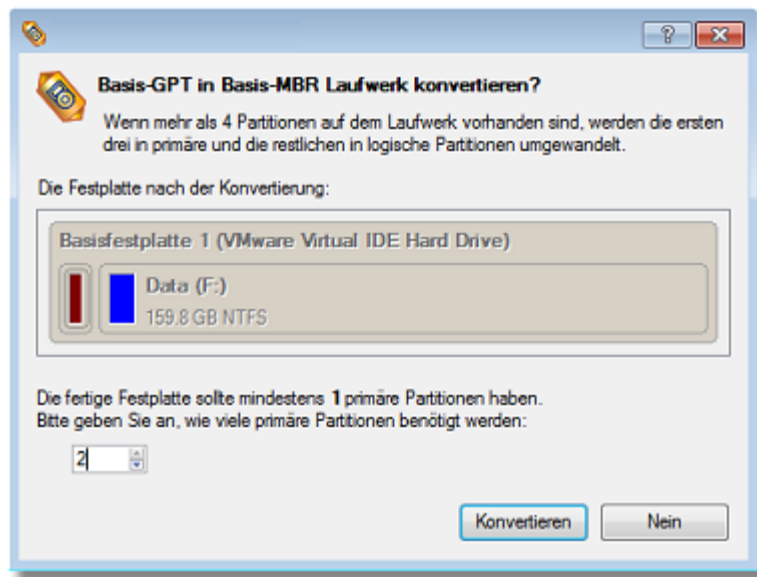 ?
Basis-GPT in Basis-MBR Laufwerk konvertieren?
Wenn mehr als 4 Partitionen auf dem Laufwerk vorhanden sind, werden die ersten
drei in primäre und die restlichen in logische Partitionen umgewandelt.
Die Festplatte nach der Konvertierung:
Basisfestplatte 1 (VMware Virtual IDE Hard Drive)
Data (F:)
159.8 GB NTFS
Die fertige Festplatte sollte mindestens 1 primäre Partitionen haben.
Bitte geben Sie an, wie viele primäre Partitionen benötigt werden:
2
Konvertieren Nein